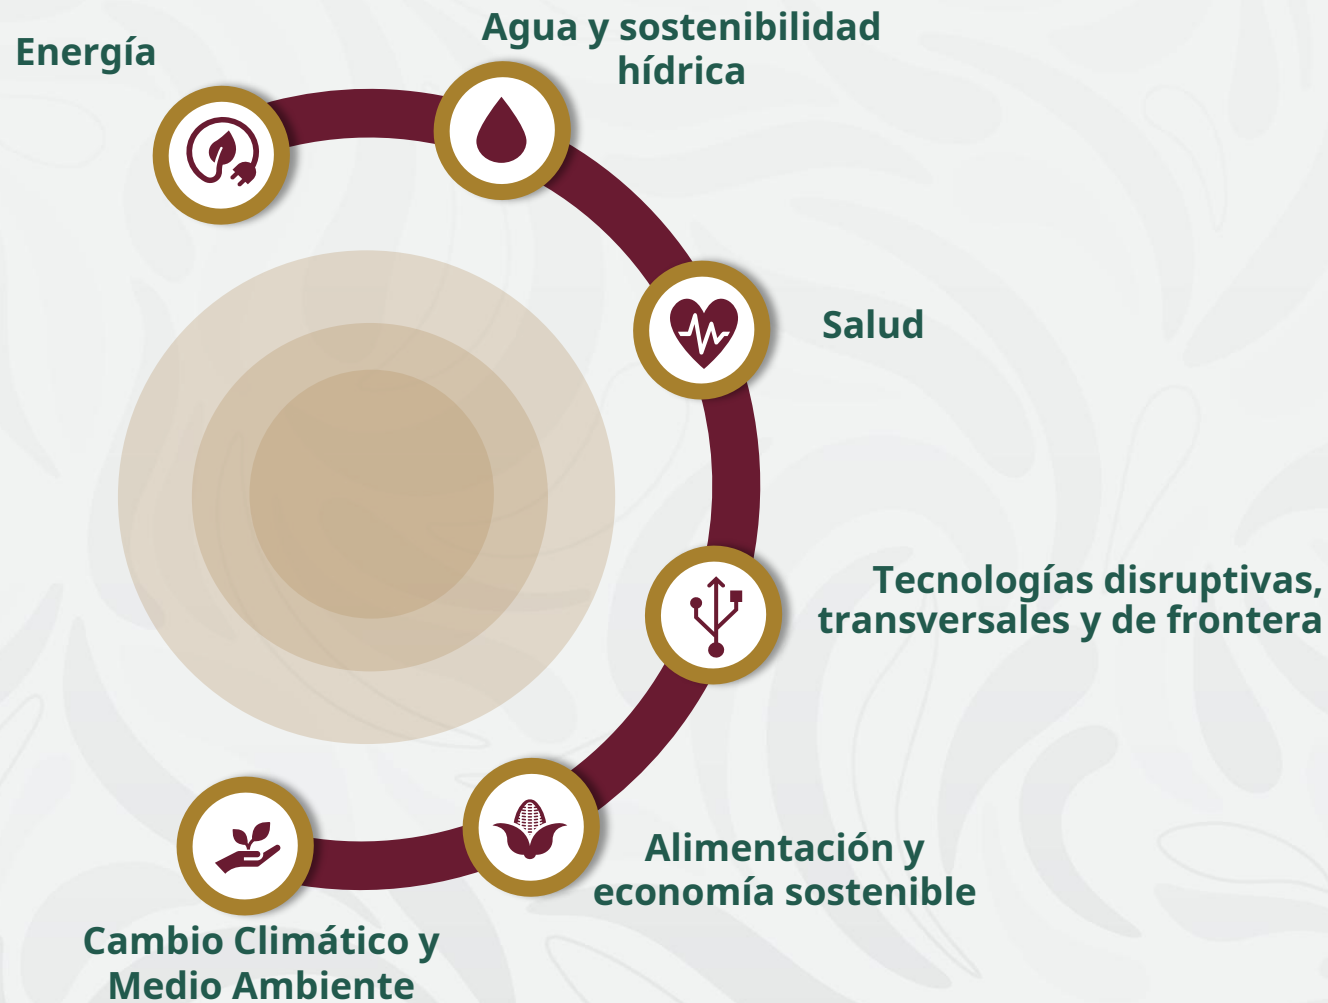 Energía
Agua y sostenibilidad
hídrica
Salud
Tecnologías disruptivas,
transversales y de frontera
Alimentación y
economía sostenible
Cambio Climático y
Medio Ambiente